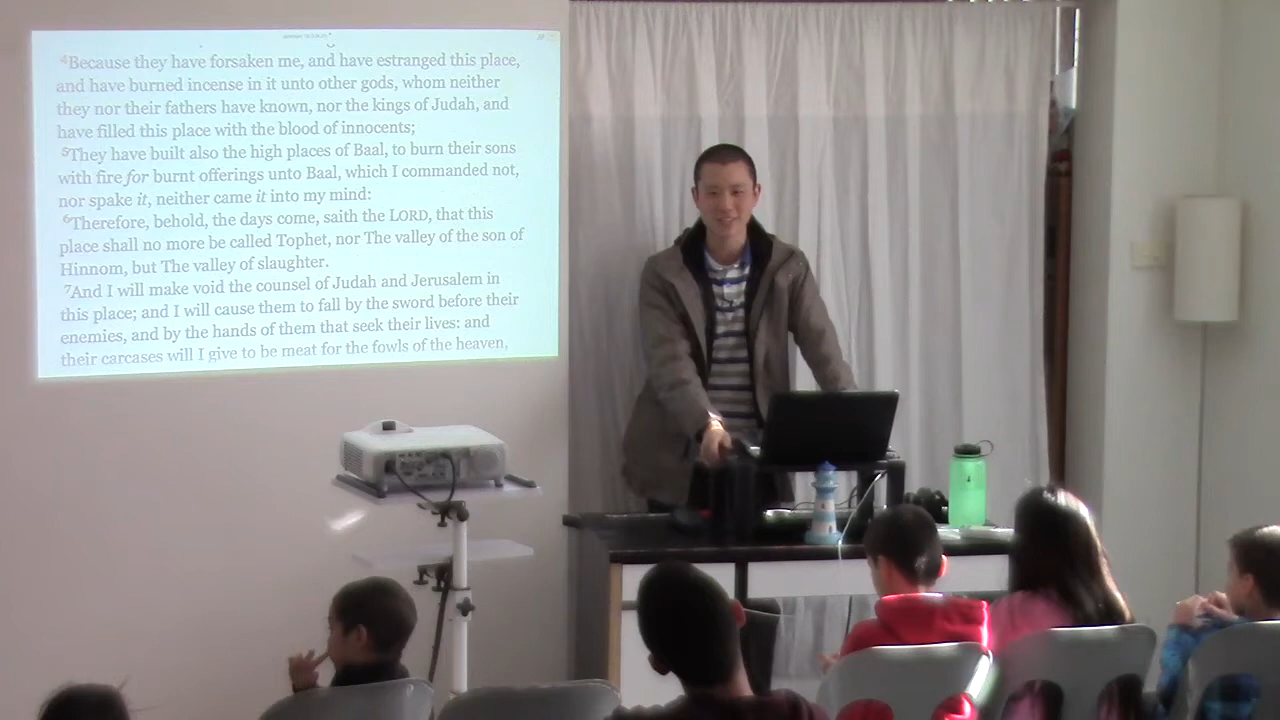 4Because they have forsaken me, and have estranged this place,
and have burned incense in it unto other gods, whom neither
they nor their fathers have known, nor the kings of Judah, and
have filled this place with the blood of innocents;
5They have built also the high places of Baal, to burn their sons
with fire for burnt offerings unto Baal, which I commanded not,
nor spake it, neither came it into my mind:
6Therefore, behold, the days come, saith the LORD, that this
place shall no more be called Tophet, nor The valley of the son of
Hinnom, but The valley of slaughter.
7And I will make void the counsel of Judah and Jerusalem in
this place; and I will cause them to fall by the sword before their
enemies, and by the hands of them that seek their lives: and
their carcases will I give to be meat for the fowls of the heaven,